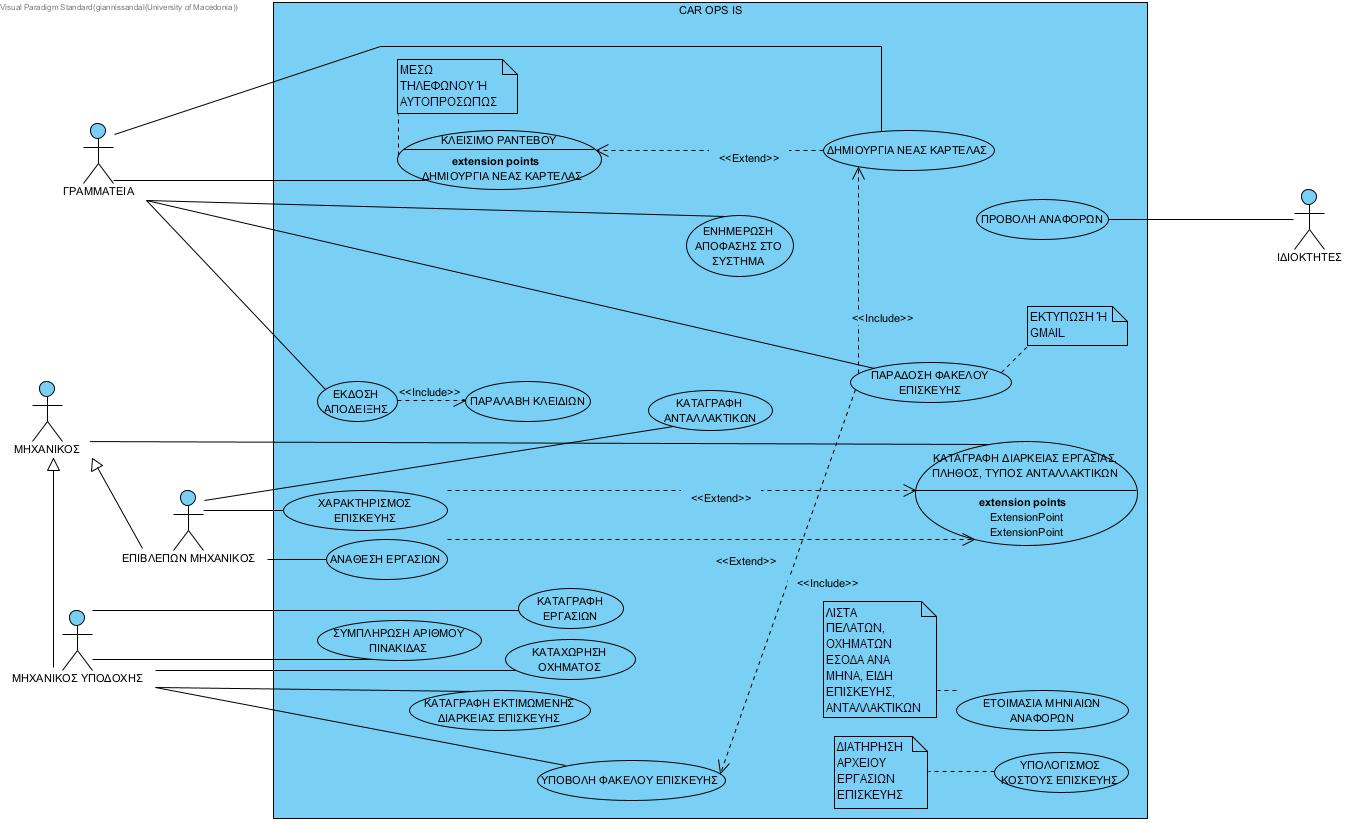 Visual Paradigm Standard(giannissandal(University of Macedonia))
CAR OPS IS
ΜΕΣΩ
ΤΗΛΕΦΩΝΟΥ Ή
ΑΥΤΟΠΡΟΣΩΠΩΣ
ΚΛΕΙΣΙΜΟ ΡΑΝΤΕΒΟΥ
extension points
ΔΗΜΙΟΥΡΓΙΑ ΝΕΑΣ ΚΑΡΤΕΛΑΣ
<<Extend>>
ΔΗΜΙΟΥΡΓΙΑ ΝΕΑΣ ΚΑΡΤΕΛΑΣ
ΓΡΑΜΜΑΤΕΙΑ
ΠΡΟΒΟΛΗ ΑΝΑΦΟΡΩΝ
ΙΔΙΟΚΤΗΤΕΣ
ΕΝΗΜΕΡΩΣΗ
ΑΠΟΦΑΣΗΣ ΣΤΟ
ΣΥΣΤΗΜΑ
<<Include>>
ΕΚΤΥΠΩΣΗ Ή
GMAIL
ΠΑΡΑΔΟΣΗ ΦΑΚΕΛΟΥ
ΕΠΙΣΚΕΥΗΣ
ΕΚΔΟΣΗ
ΑΠΟΔΕΙΞΗΣ
<<Include>>
ΠΑΡΑΛΑΒΗ ΚΛΕΙΔΙΩΝ
ΚΑΤΑΓΡΑΦΗ
ΑΝΤΑΛΛΑΚΤΙΚΩΝ
ΜΗΧΑΝΙΚΟΣ
ΚΑΤΑΓΡΑΦΗ ΔΙΑΡΚΕΙΑΣ ΕΡΓΑΣΙΑΣ,
ΠΛΗΘΟΣ, ΤΥΠΟΣ ΑΝΤΑΛΛΑΚΤΙΚΩΝ
extension points
ExtensionPoint
ExtensionPoint
<<Extend>>
ΧΑΡΑΚΤΗΡΙΣΜΟΣ
ΕΠΙΣΚΕΥΗΣ
ΕΠΙΒΛΕΠΩΝ ΜΗΧΑΝΙΚΟΣ
ΑΝΑΘΕΣΗ ΕΡΓΑΣΙΩΝ
<<Extend>>
<<Include>>
ΚΑΤΑΓΡΑΦΗ
ΕΡΓΑΣΙΩΝ
ΣΥΜΠΛΗΡΩΣΗ ΑΡΙΘΜΟΥ
ΠΙΝΑΚΙΔΑΣ
ΚΑΤΑΧΩΡΗΣΗ
ΟΧΗΜΑΤΟΣ
ΜΗΧΑΝΙΚΟΣ ΥΠΟΔΟΧΗΣ
ΚΑΤΑΓΡΑΦΗ ΕΚΤΙΜΩΜΕΝΗΣ
ΔΙΑΡΚΕΙΑΣ ΕΠΙΣΚΕΥΗΣ
ΛΙΣΤΑ
ΠΕΛΑΤΩΝ,
ΟΧΗΜΑΤΩΝ
ΕΣΟΔΑ ΑΝΑ
ΜΗΝΑ, ΕΙΔΗ
ΕΠΙΣΚΕΥΗΣ,
ΑΝΤΑΛΛΑΚΤΙΚΩΝ
ΕΤΟΙΜΑΣΙΑ ΜΗΝΙΑΙΩΝ
ΑΝΑΦΟΡΩΝ
ΥΠΟΒΟΛΗ ΦΑΚΕΛΟΥ ΕΠΙΣΚΕΥΗΣ
ΔΙΑΤΗΡΗΣΗ
ΑΡΧΕΙΟΥ
ΕΡΓΑΣΙΩΝ
ΕΠΙΣΚΕΥΗΣ
ΥΠΟΛΟΓΙΣΜΟΣ
ΚΟΣΤΟΥΣ ΕΠΙΣΚΕΥΗΣ